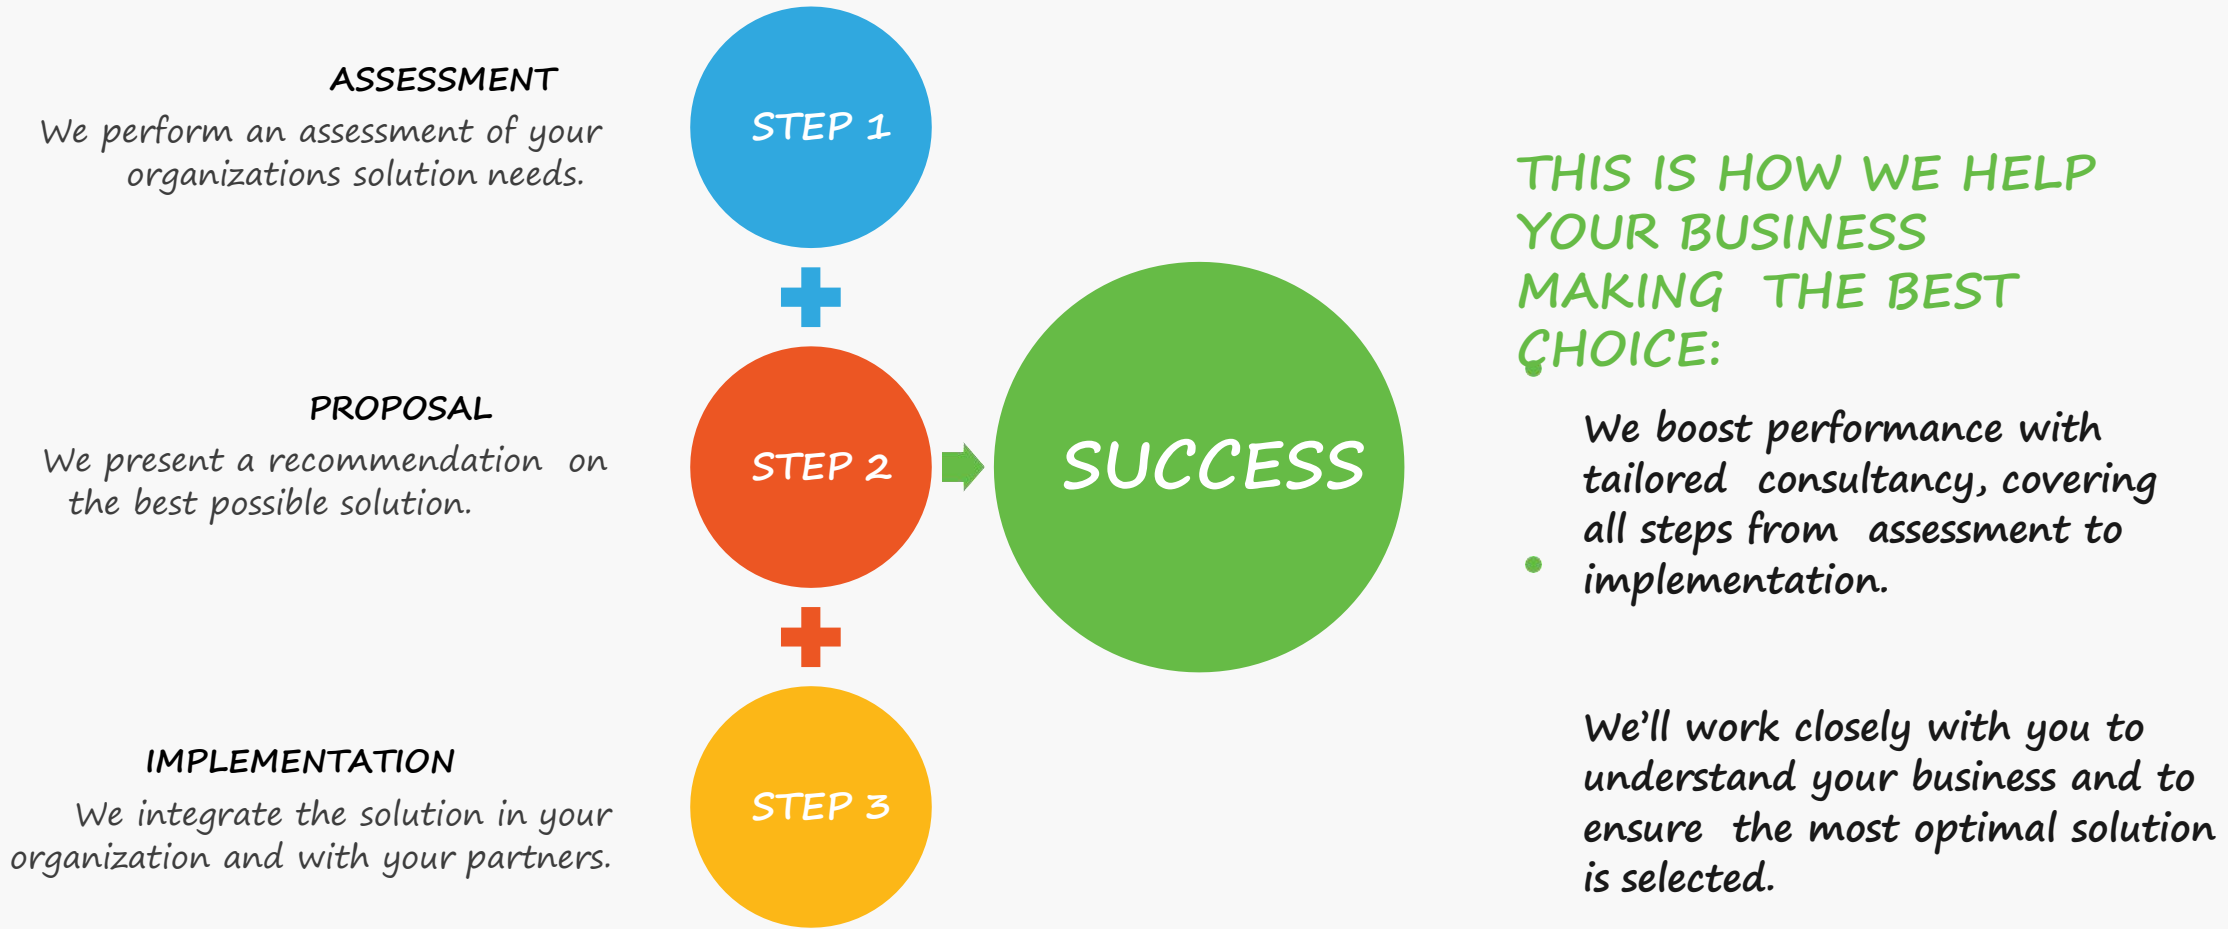 ASSESSMENT
We perform an assessment of your
organizations solution needs.
STEP 1
PROPOSAL
We present a recommendation on
the best possible solution.
STEP 2
IMPLEMENTATION
We integrate the solution in your
organization and with your partners.
STEP 3
SUCCESS
THIS IS HOW WE HELP
YOUR BUSINESS
MAKING THE BEST
CHOICE:
We boost performance with
tailored consultancy, covering
all steps from assessment to
implementation.
We’ll work closely with you to
understand your business and to
ensure the most optimal solution
is selected.